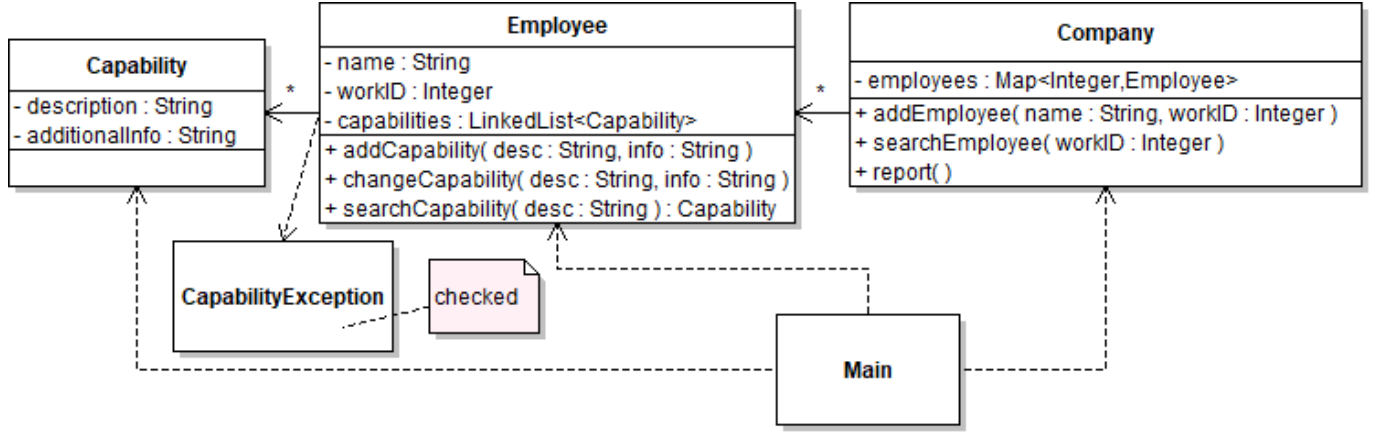 Capability
- description : String
- additionalInfo : String
*
Employee
- name : String
- workID : Integer
- capabilities : LinkedList<Capability>
+ addCapability( desc : String, info : String )
+ changeCapability( desc : String, info : String )
+ searchCapability( desc : String ) : Capability
*
Company
- employees : Map<Integer,Employee>
+ addEmployee( name : String, workID : Integer )
+ searchEmployee( workID : Integer )
+ report( )
CapabilityException
checked
Main